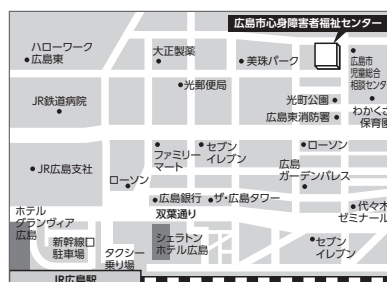 広島市心身障害者福祉センター
ハローワーク
広島東
大正製薬
美珠パーク
広島市
児童総合
相談センタ
光郵便局
JR鉄道病院
光町公園
広島東消防署
わかくさ
保育園
ファミリー
マート
セブン
イレブン
ローソン
JR広島支社
ローソン
広島
ガーデンパレス
広島銀行
ザ・広島タワー
双葉通り
代々木
ゼミナール
ホテル
グランヴィア
広島
新幹線口
駐車場
タクシー
乗り場
シェラトン
ホテル広島
セブン
イレブン
JR広島駅